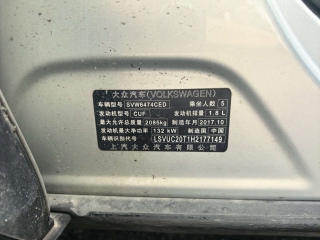 大众汽车(VOLKSWAGEN)
车辆型号 SVW6474CED 乘坐人数 5
发动机型号 CUF 发动机排量 1.8 L
最大允许总质量 2085kg 制造年月 2017.10
发动机最大净功率 132 kW 制造国 中国
车辆识别代号 LSVUC20T1H2177149
上汽大众汽车有限公司